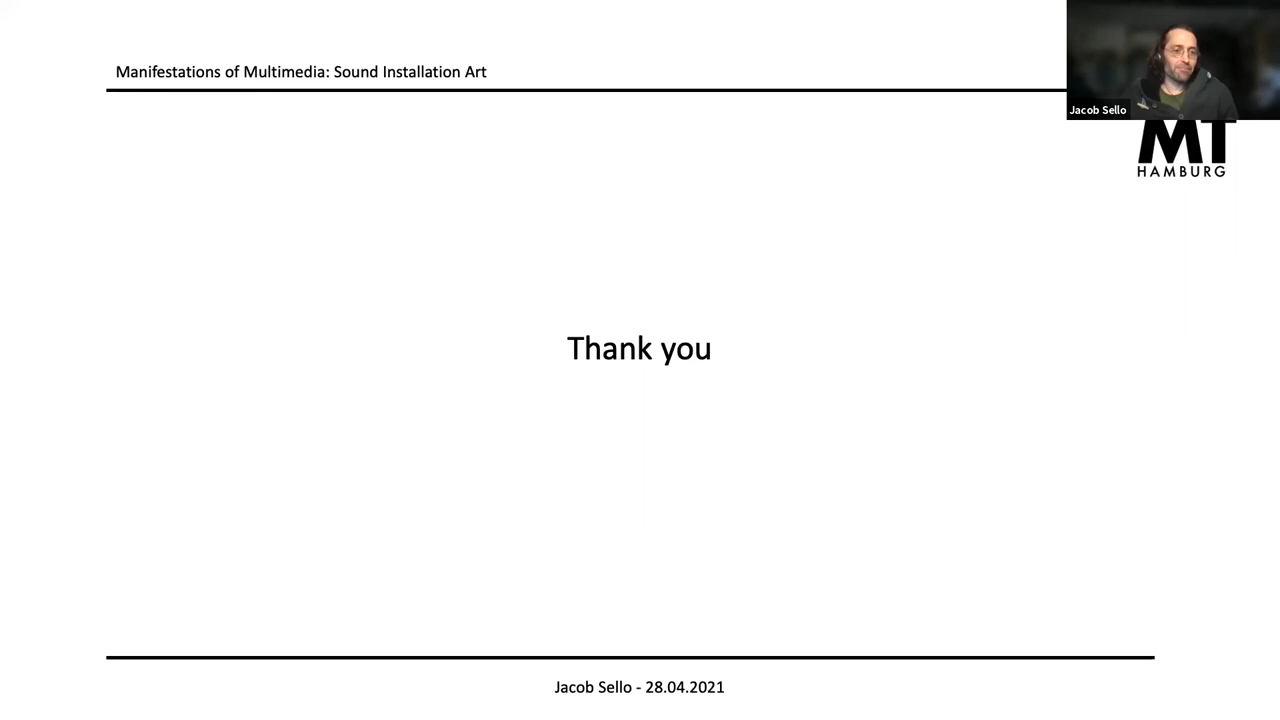 Manifestations of Multimedia: Sound Installation Art
Jacob Sello
MT
HAMBURG
Thank you
Jacob Sello - 28.04.2021